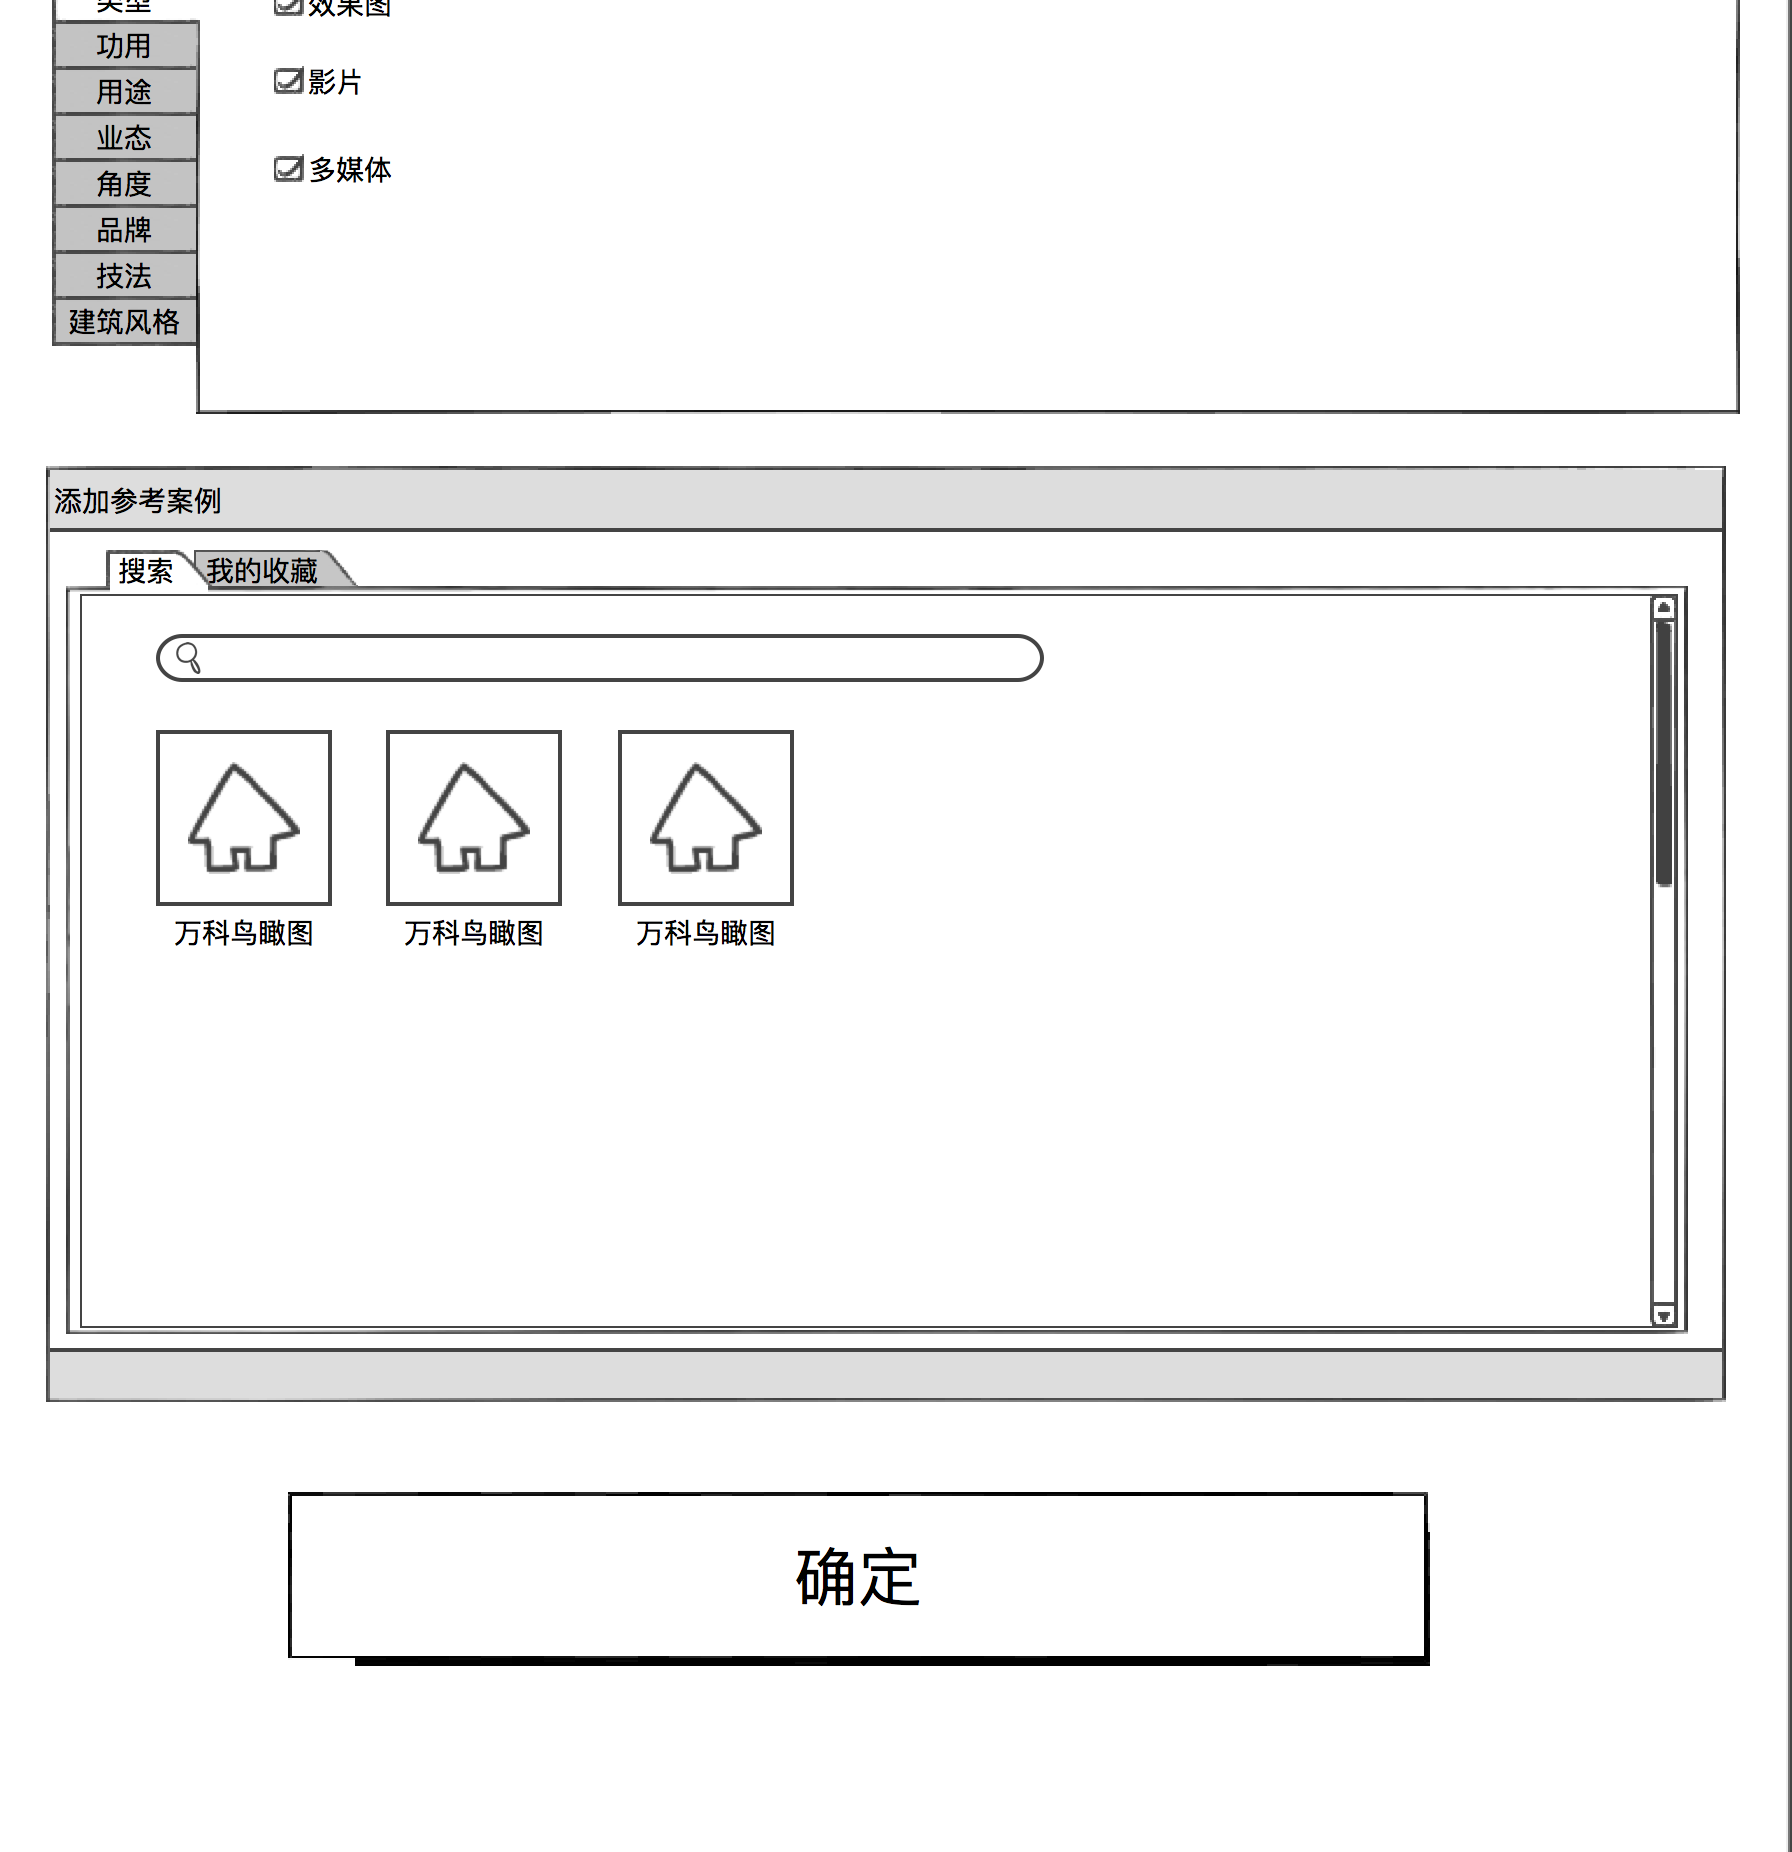 类型
效果图
功用
影片
用途
业态
多媒体
角度
品牌
技法
建筑风格
添加参考案例
搜索 我的收藏
万科鸟瞰图 万科鸟瞰图 万科鸟瞰图
确定